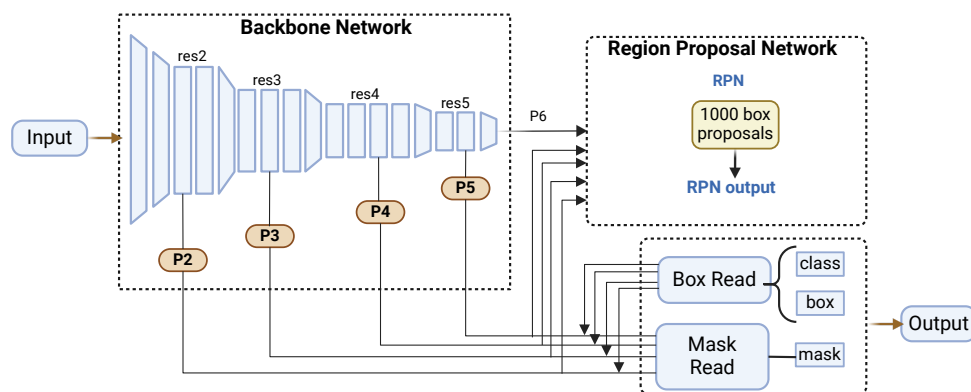 Backbone Network
Region Proposal Network
res2
res3
res4
res5
RPN
P6
Input
1000 box
proposals
RPN output
P5
P4
P3
P2
Box Read
class
box
Output
Mask
Read
mask